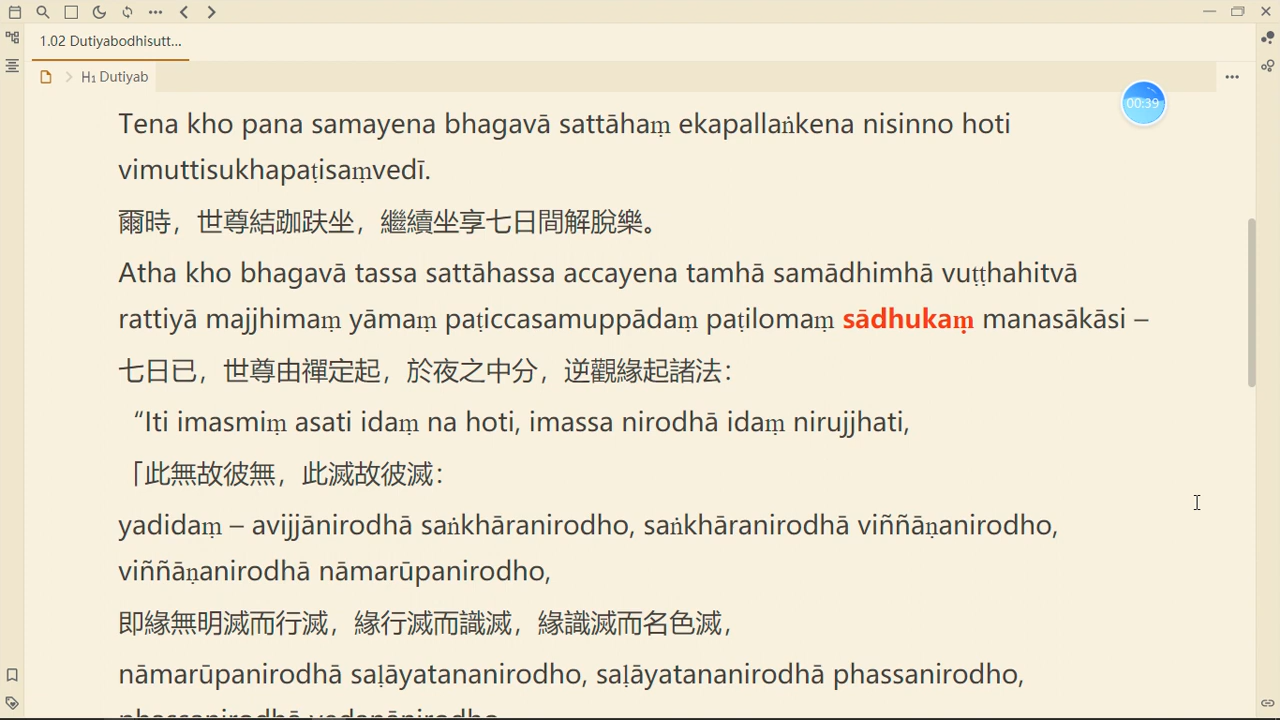 1.02 Dutiyabodhisutt...
H1 Dutiyab
00:39
Tena kho pana samayena bhagavā sattāhaṃ ekapallaṅkena nisinno hoti
vimuttisukhapaṭisaṃvedī.
爾時，世尊結跏趺坐，繼續坐享七日間解脫樂。
Atha kho bhagavā tassa sattāhassa accayena tamhā samādhimhā vuṭṭhahitvā
rattiyā majjhimaṃ yāmaṃ paṭiccasamuppādaṃ paṭilomaṃ sādhukaṃ manasākāsi –
七日已，世尊由禪定起，於夜之中分，逆觀緣起諸法：
“Iti imasmiṃ asati idaṃ na hoti, imassa nirodhā idaṃ nirujjhati,
「此無故彼無，此滅故彼滅：
yadidaṃ – avijjānirodhā saṅkhāranirodho, saṅkhāranirodhā viññāṇanirodho,
viññāṇanirodhā nāmarūpanirodho,
即緣無明滅而行滅，緣行滅而識滅，緣識滅而名色滅，
nāmarūpanirodhā saḷāyatananirodho, saḷāyatananirodhā phassanirodho,
phassanirodhā vedanānirodho